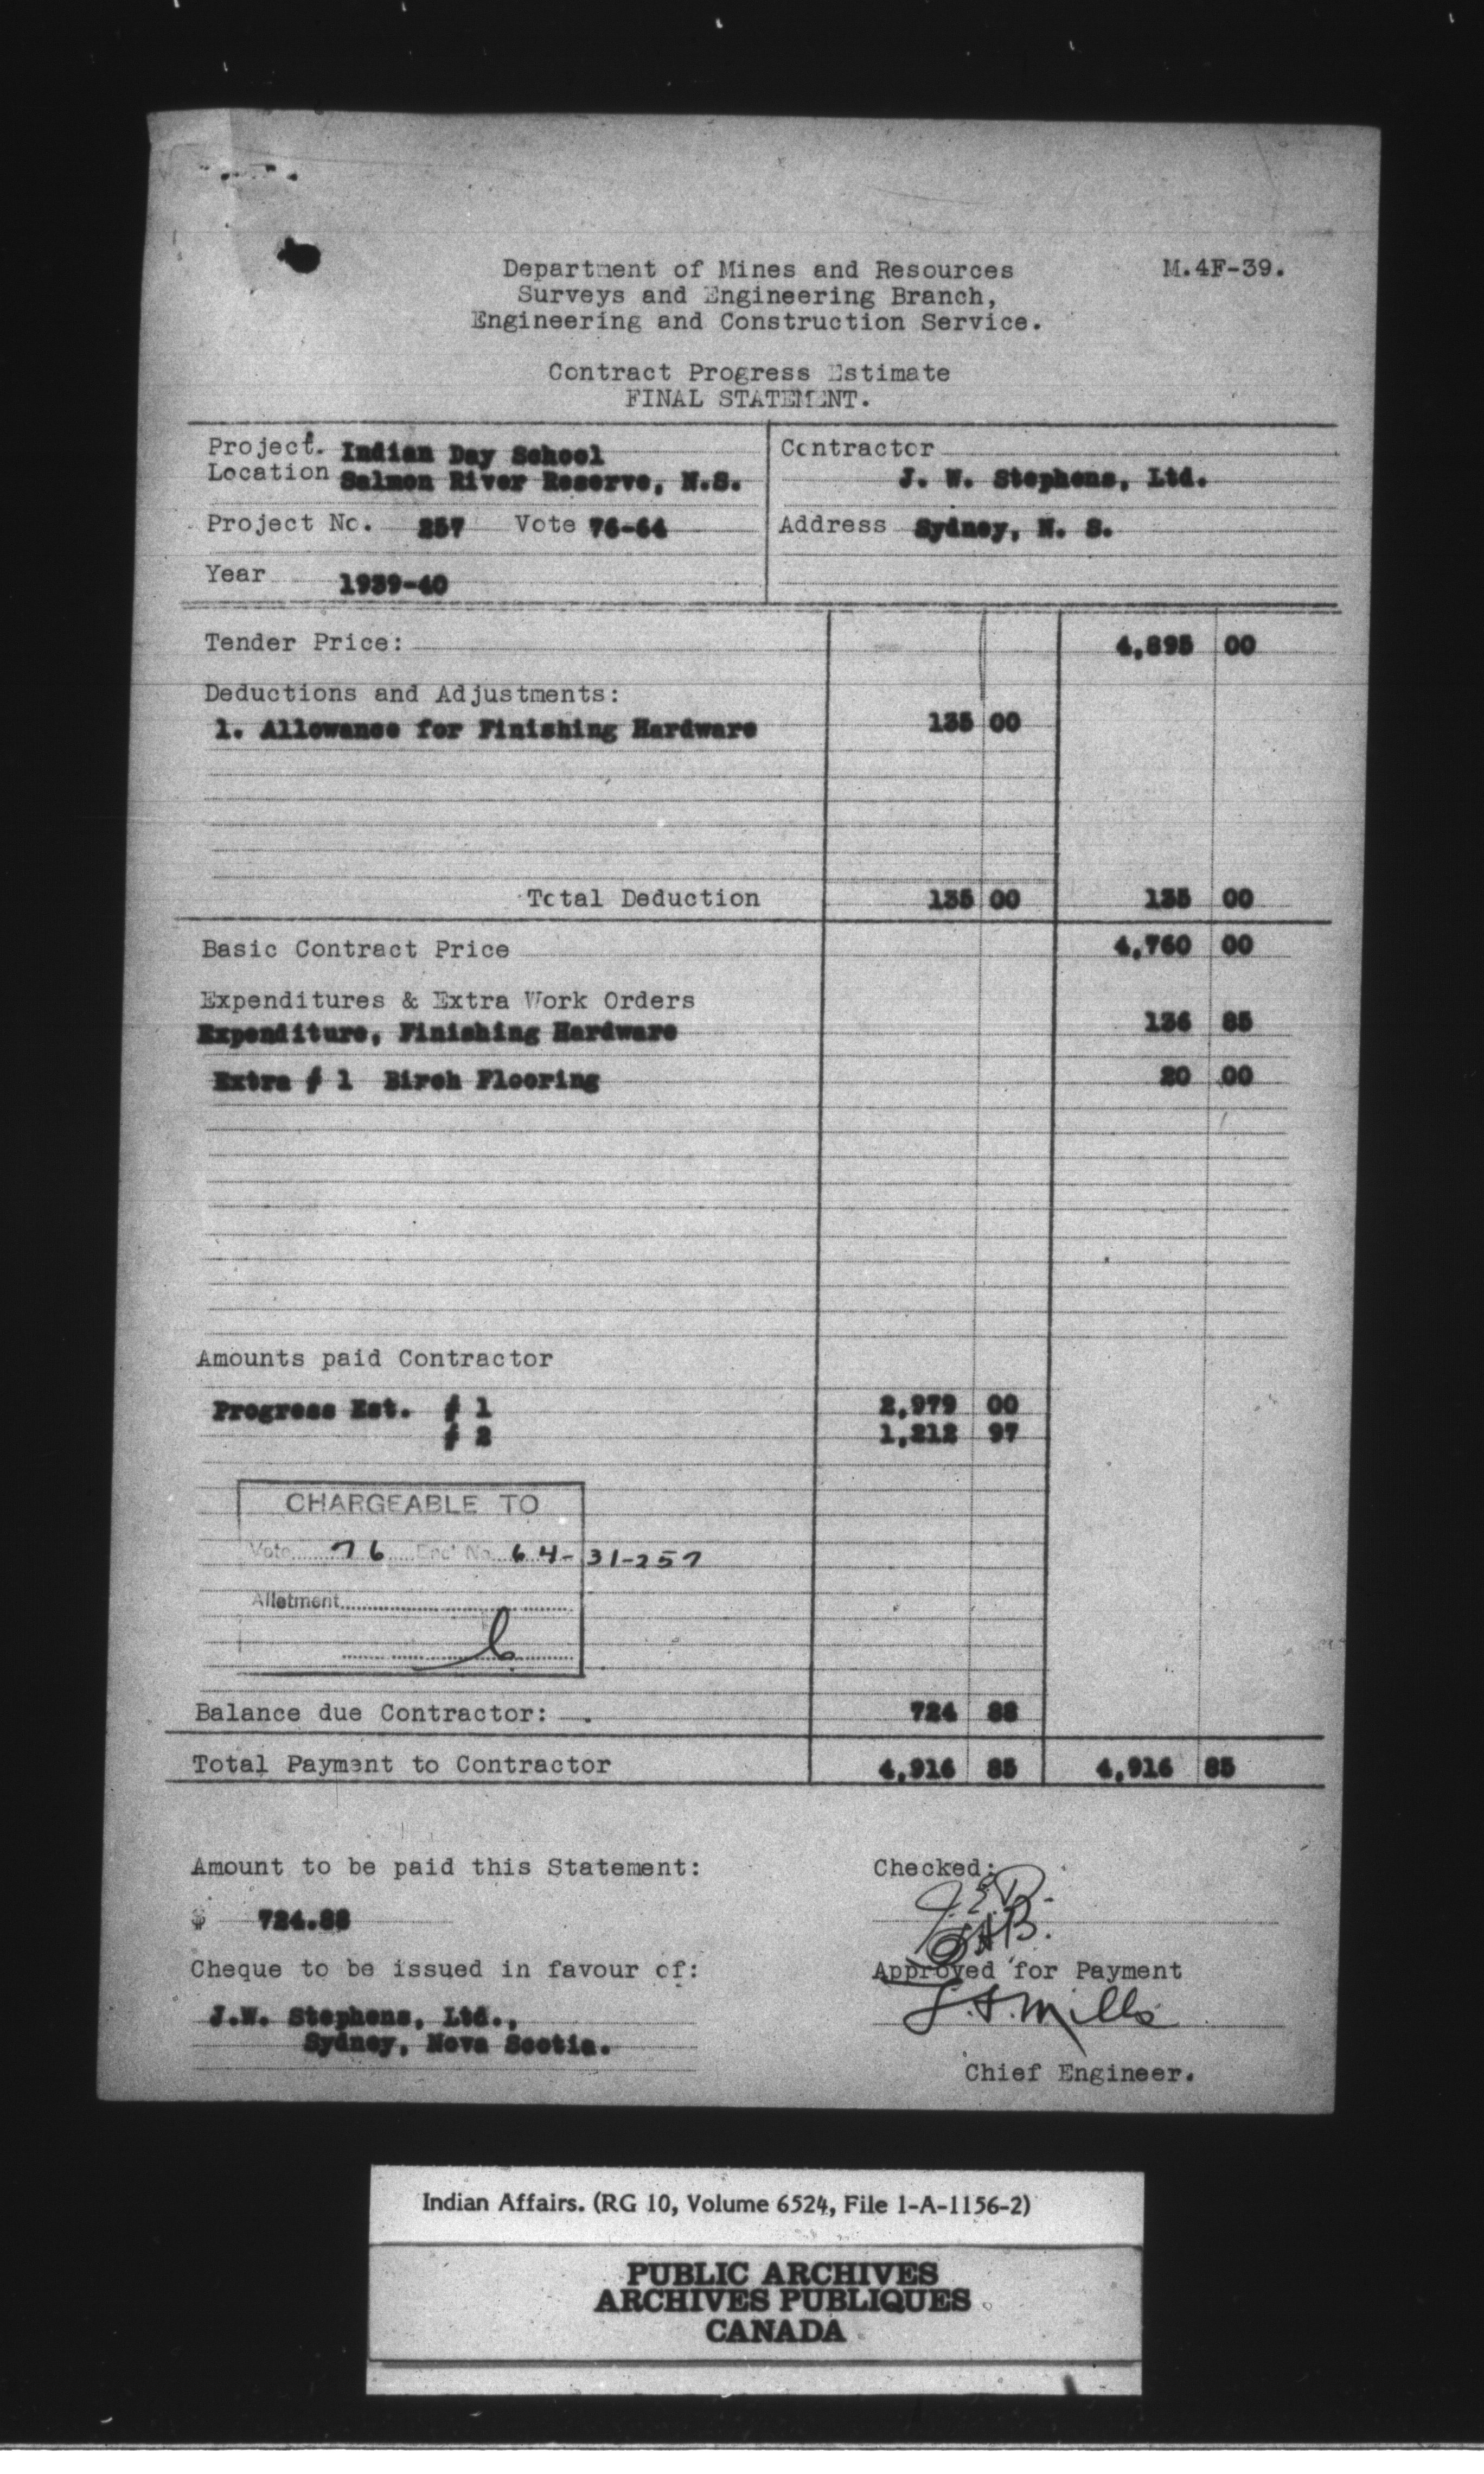 Department of Mines and Resources M.4F-39.
Surveys and Engineering Branch,
Engineering and Construction Service.
Contract Progress Estimate
FINAL STATEMENT.
Project. Indian Day School
Location Salmon River Reserve, N.S.
Project No. 257 Vote 76-64
Year 1939-40
Contractor
J. W. Stephens, Ltd.
Address Sydney, N. S.
Tender Price: 4,895 00
Deductions and Adjustments:
1. Allowance for Finishing Hardware 135 00
Total Deduction 135 00 135 00
Basic Contract Price 4,760 00
Expenditures & Extra Work Orders
Expenditure, Finishing Hardware 136 85
Extra # 1 Birch Flooring 20 00
Amounts paid Contractor
Progress Est. # 1 2,979 00
# 2 1,212 97
CHARGEABLE TO
Vote 76 Enc' No. 64-31-257
Allotment
Balance due Contractor: 724 88
Total Payment to Contractor 4,916 85 4,916 85
Amount to be paid this Statement:
$ 724.88
Cheque to be issued in favour of:
J.W. Stephens, Ltd.,
Sydney, Nova Scotia.
Checked:
Approved for Payment
Chief Engineer.
Indian Affairs. (RG 10, Volume 6524, File 1-A-1156-2)
PUBLIC ARCHIVES
ARCHIVES PUBLIQUES
CANADA